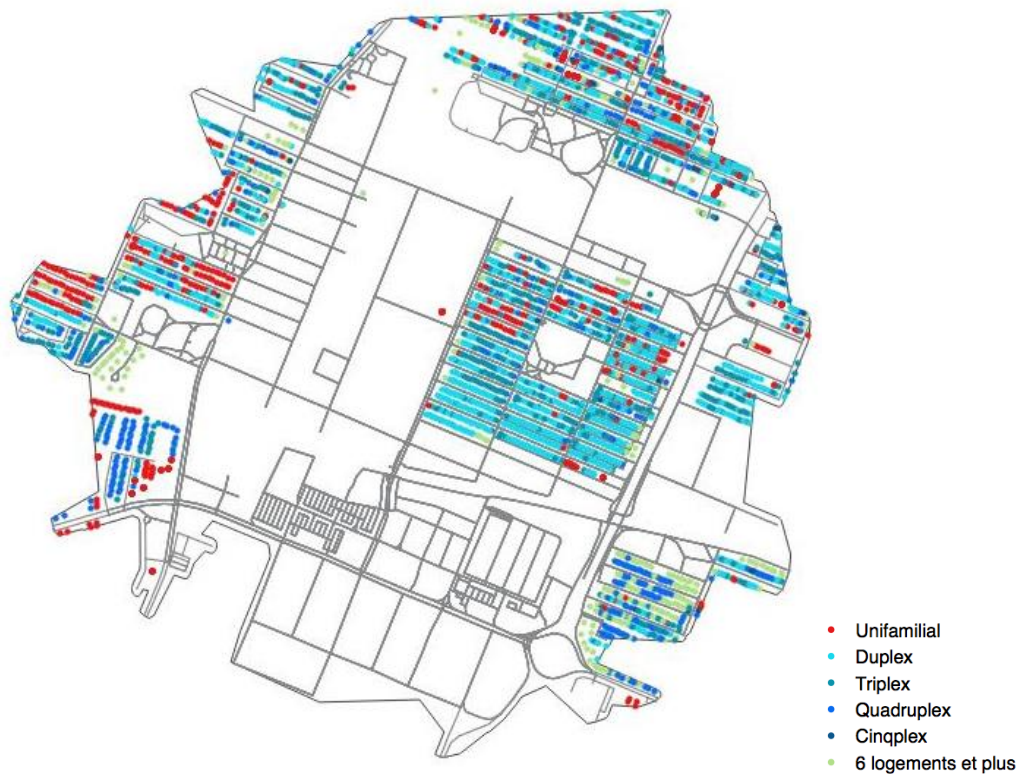 Unifamilial
Duplex
Triplex
Quadruplex
Cinqplex
6 logements et plus